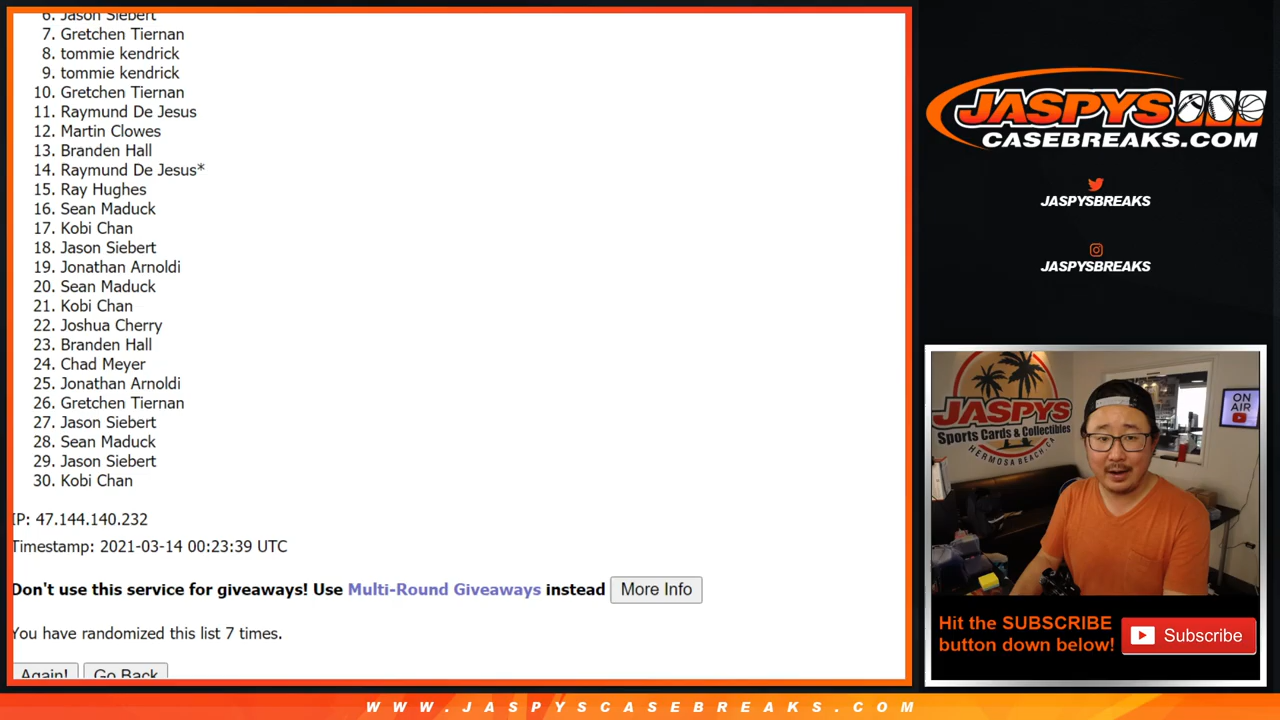 6. Jason Siebert
7. Gretchen Tiernan
8. tommie kendrick
9. tommie kendrick
10. Gretchen Tiernan
11. Raymund De Jesus
12. Martin Clowes
13. Branden Hall
14. Raymund De Jesus*
15. Ray Hughes
16. Sean Maduck
17. Kobi Chan
18. Jason Siebert
19. Jonathan Arnoldi
20. Sean Maduck
21. Kobi Chan
22. Joshua Cherry
23. Branden Hall
24. Chad Meyer
25. Jonathan Arnoldi
26. Gretchen Tiernan
27. Jason Siebert
28. Sean Maduck
29. Jason Siebert
30. Kobi Chan
IP: 47.144.140.232
Timestamp: 2021-03-14 00:23:39 UTC
Don't use this service for giveaways! Use Multi-Round Giveaways instead More Info
You have randomized this list 7 times.
Again! Go Back
JASPYS
CASEBREAKS.COM
JASPYSBREAKS
JASPYSBREAKS
JASPYS
Sports Cards & Collectibles
HERMOSA BEACH, CA
ON
AIR
Hit the SUBSCRIBE
button down below!
Subscribe
WWW.JASPYSCASEBREAKS.COM